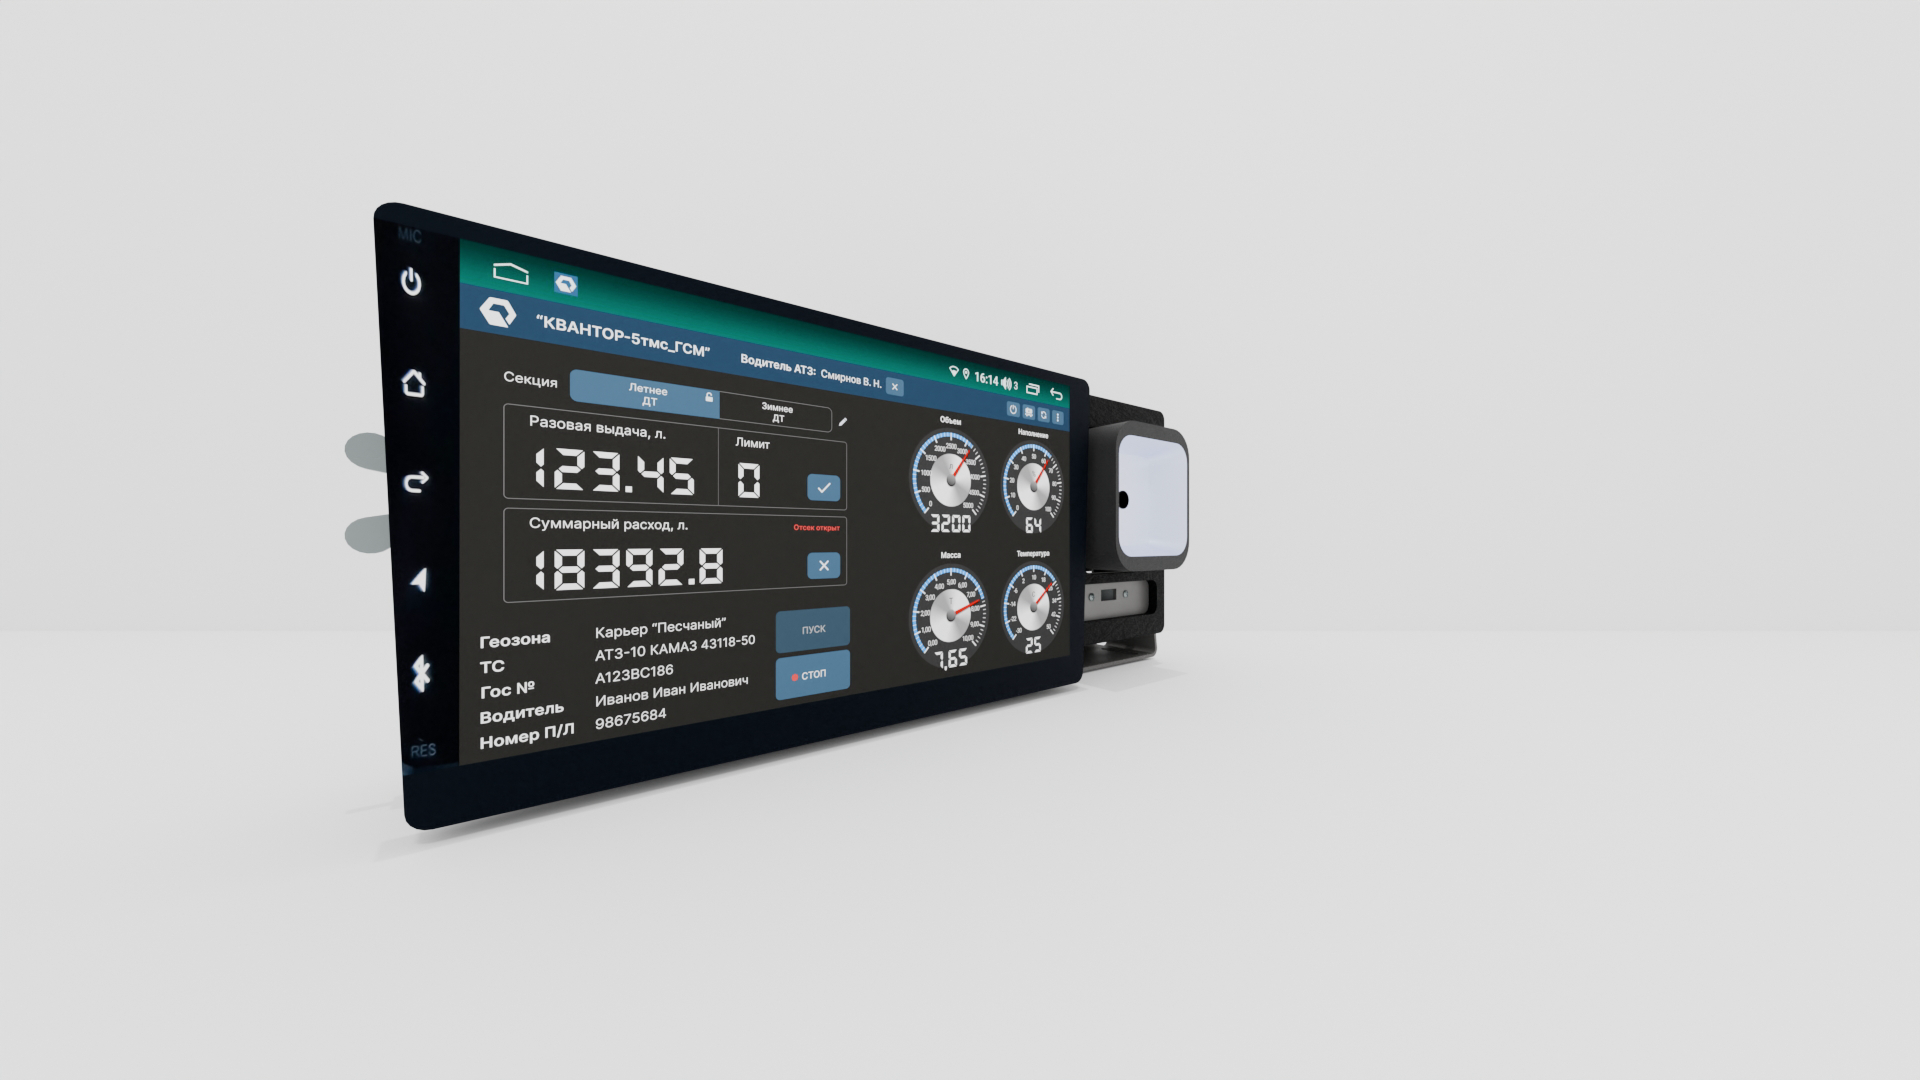 MIC
16:14 3
"КВАНТОР-5тмс_ГСМ" Водитель АТЗ: Смирнов В. Н.
Секция Летнее ДТ Зимнее ДТ
Разовая выдача, л. Лимит
123.45 0
Суммарный расход, л. Отсек открыт
18392.8
Объем
3200
Наполнение
64
Масса
7,65
Температура
25
Геозона Карьер "Песчаный"
ТС АТЗ-10 КАМАЗ 43118-50
Гос № А123ВС186
Водитель Иванов Иван Иванович
Номер П/Л 98675684
ПУСК
СТОП
RES